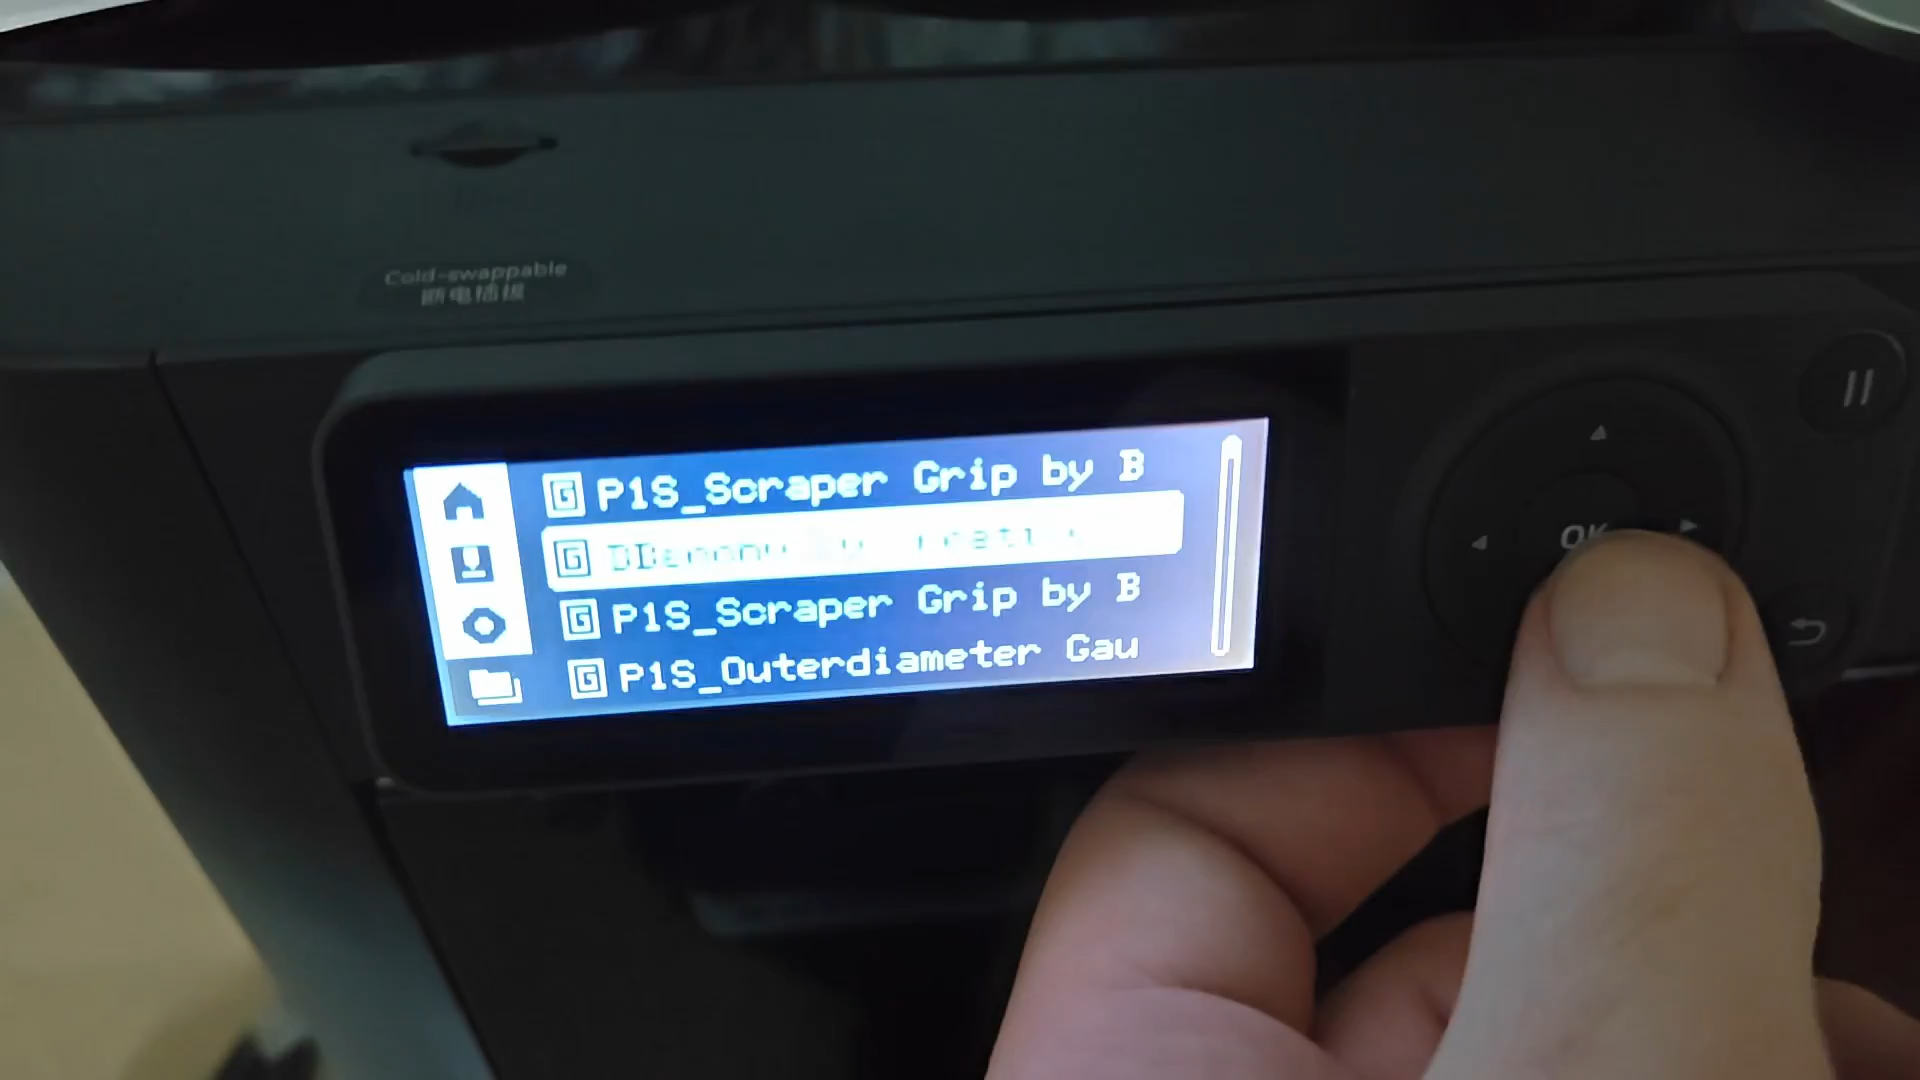 Cold-swappable
断电插拔
P1S_Scraper Grip by B
P1S_Scraper Grip by B
P1S_Outerdiameter Gau
OK